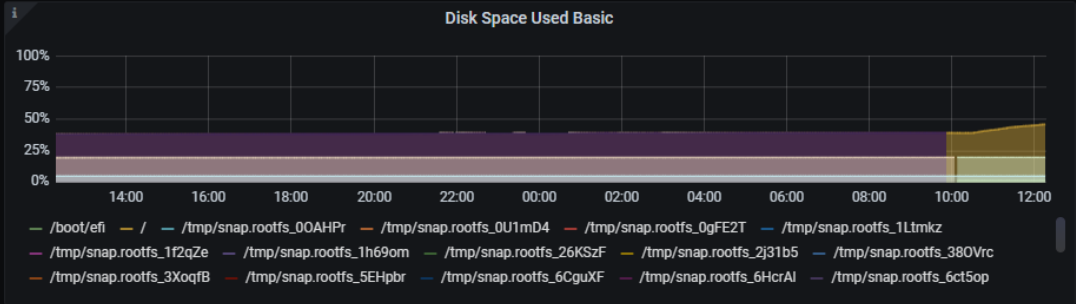 i
Disk Space Used Basic
100%
75%
50%
25%
0%
14:00 16:00 18:00 20:00 22:00 00:00 02:00 04:00 06:00 08:00 10:00 12:00
/boot/efi / /tmp/snap.rootfs_0OAHPr /tmp/snap.rootfs_0U1mD4 /tmp/snap.rootfs_0gFE2T /tmp/snap.rootfs_1Ltmkz
/tmp/snap.rootfs_1f2qZe /tmp/snap.rootfs_1h69om /tmp/snap.rootfs_26KSzF /tmp/snap.rootfs_2j31b5 /tmp/snap.rootfs_38OVrc
/tmp/snap.rootfs_3XoqfB /tmp/snap.rootfs_5EHpbr /tmp/snap.rootfs_6CguXF /tmp/snap.rootfs_6HcrAl /tmp/snap.rootfs_6ct5op